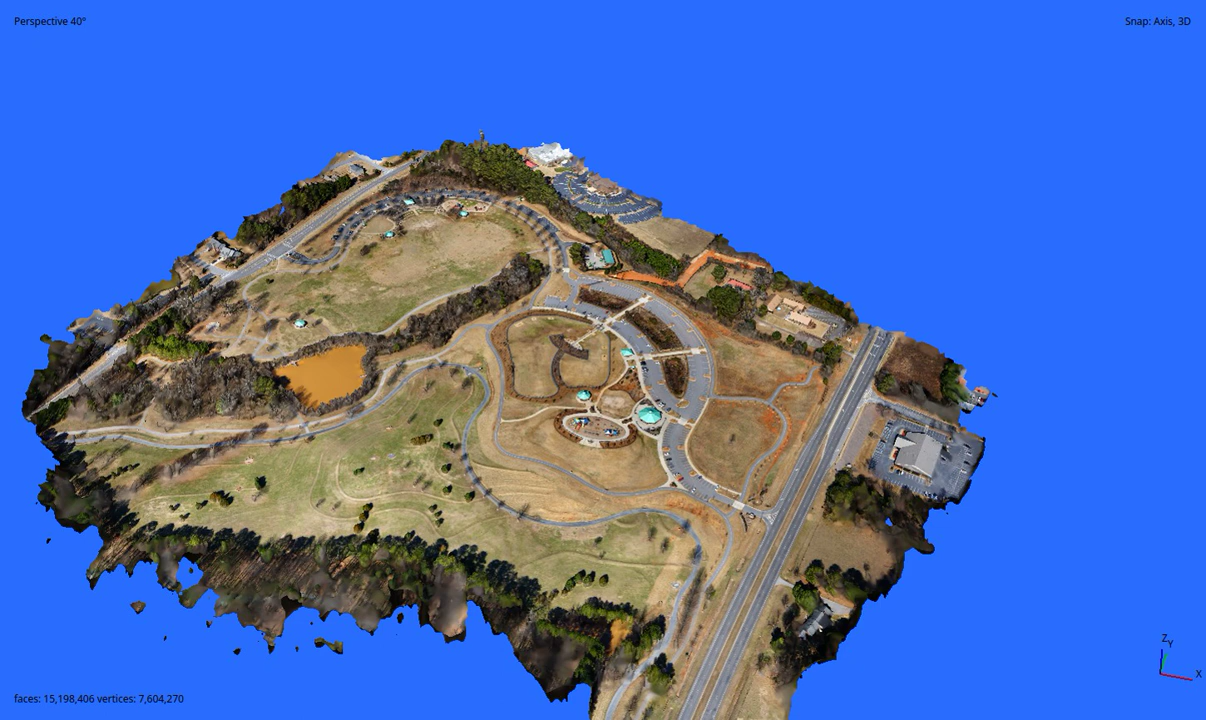 Perspective 40°
Snap: Axis, 3D
Z
Y
X
faces: 15,198,406 vertices: 7,604,270